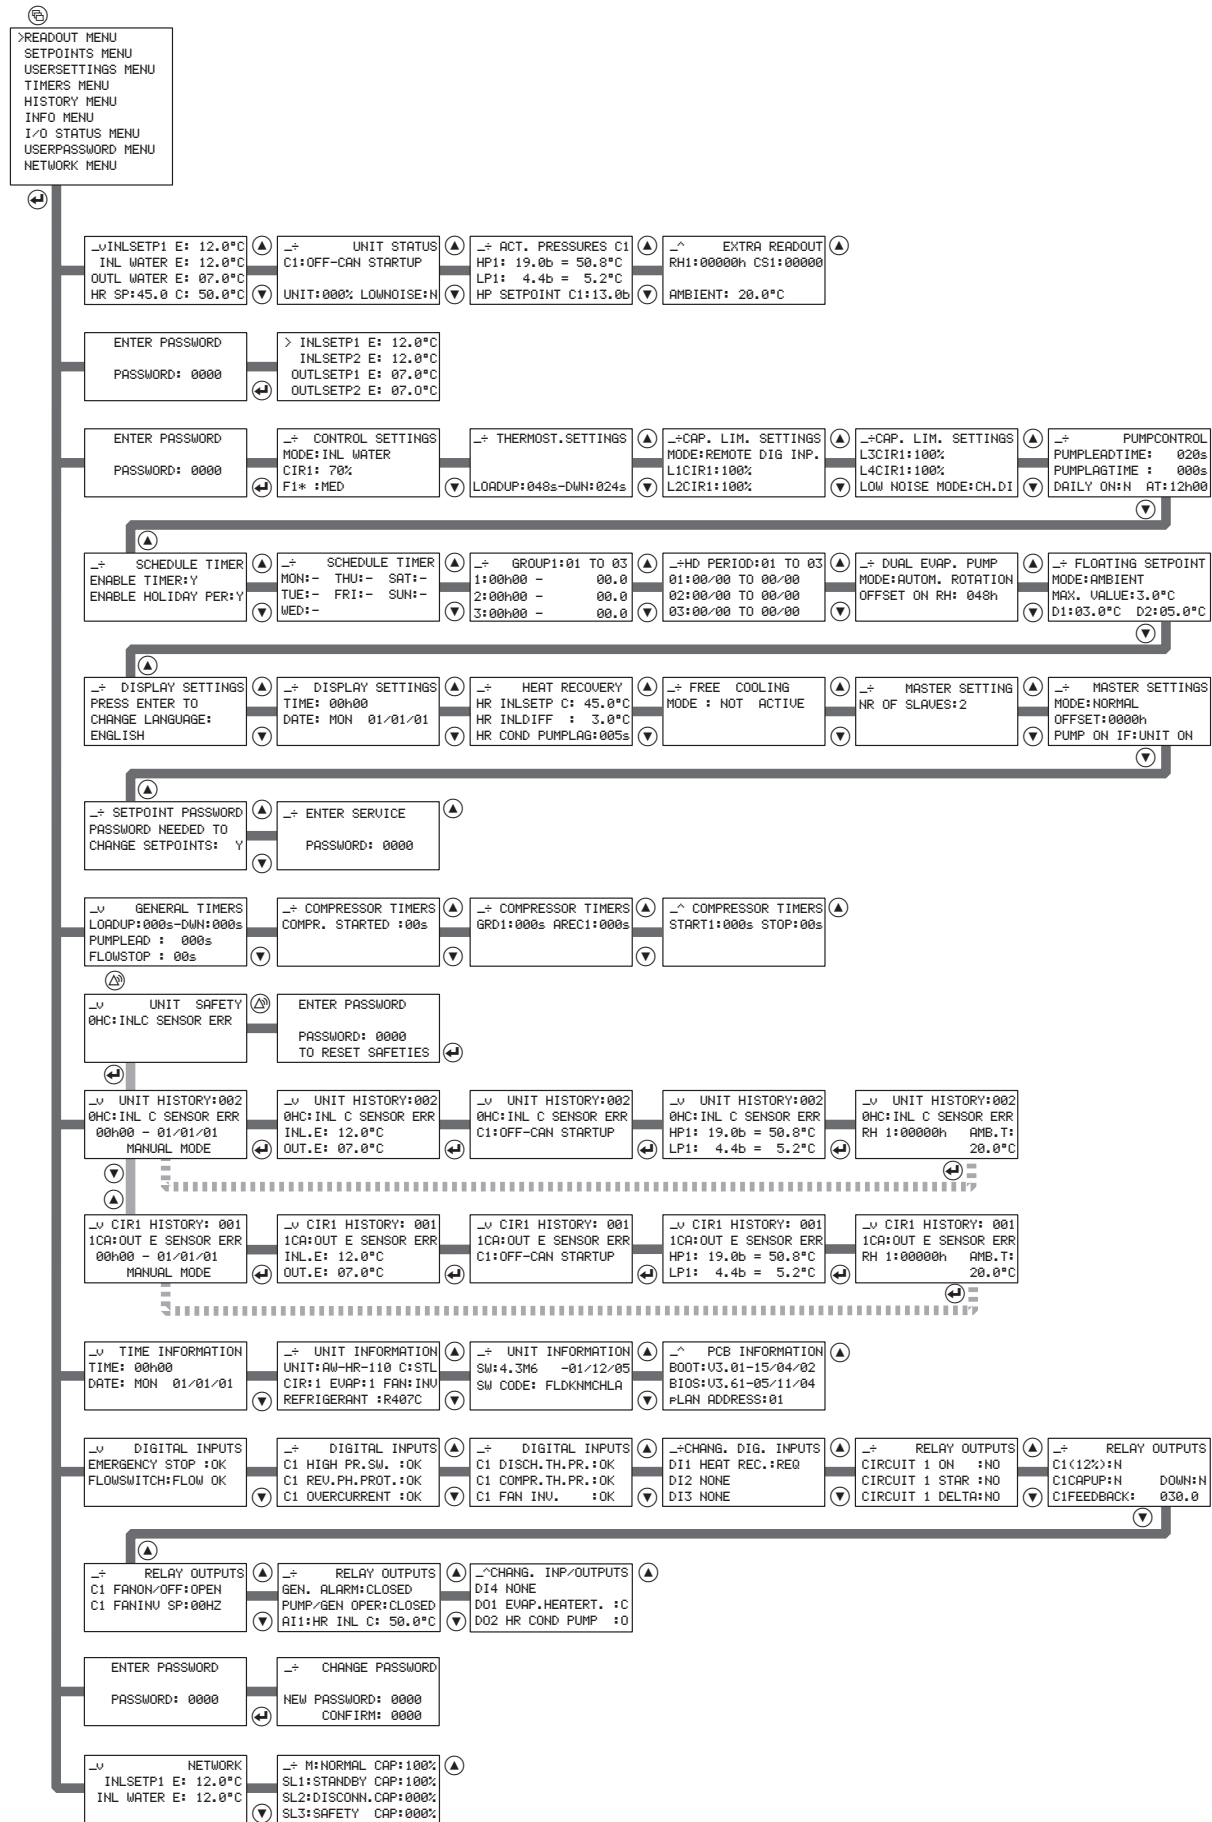 >READOUT MENU
SETPOINTS MENU
USERSETTINGS MENU
TIMERS MENU
HISTORY MENU
INFO MENU
I/O STATUS MENU
USERPASSWORD MENU
NETWORK MENU
_vINLSETP1 E: 12.0°C
INL WATER E: 12.0°C
OUTL WATER E: 07.0°C
HR SP:45.0 C: 50.0°C
_÷ UNIT STATUS
C1:OFF-CAN STARTUP
UNIT:000% LOWNOISE:N
_÷ ACT. PRESSURES C1
HP1: 19.0b = 50.8°C
LP1: 4.4b = 5.2°C
HP SETPOINT C1:13.0b
_^ EXTRA READOUT
RH1:00000h CS1:00000
AMBIENT: 20.0°C
ENTER PASSWORD
PASSWORD: 0000
> INLSETP1 E: 12.0°C
INLSETP2 E: 12.0°C
OUTLSETP1 E: 07.0°C
OUTLSETP2 E: 07.0°C
ENTER PASSWORD
PASSWORD: 0000
_÷ CONTROL SETTINGS
MODE:INL WATER
CIR1: 70%
F1* :MED
_÷ THERMOST.SETTINGS
LOADUP:048s-DWN:024s
_÷CAP. LIM. SETTINGS
MODE:REMOTE DIG INP.
L1CIR1:100%
L2CIR1:100%
_÷CAP. LIM. SETTINGS
L3CIR1:100%
L4CIR1:100%
LOW NOISE MODE:CH.DI
_÷ PUMPCONTROL
PUMPLEADTIME: 020s
PUMPLAGTIME : 000s
DAILY ON:N AT:12h00
_÷ SCHEDULE TIMER
ENABLE TIMER:Y
ENABLE HOLIDAY PER:Y
_÷ SCHEDULE TIMER
MON:- THU:- SAT:-
TUE:- FRI:- SUN:-
WED:-
_÷ GROUP1:01 TO 03
1:00h00 - 00.0
2:00h00 - 00.0
3:00h00 - 00.0
_÷HD PERIOD:01 TO 03
01:00/00 TO 00/00
02:00/00 TO 00/00
03:00/00 TO 00/00
_÷ DUAL EVAP. PUMP
MODE:AUTOM. ROTATION
OFFSET ON RH: 048h
_÷ FLOATING SETPOINT
MODE:AMBIENT
MAX. VALUE:3.0°C
D1:03.0°C D2:05.0°C
_÷ DISPLAY SETTINGS
PRESS ENTER TO
CHANGE LANGUAGE:
ENGLISH
_÷ DISPLAY SETTINGS
TIME: 00h00
DATE: MON 01/01/01
_÷ HEAT RECOVERY
HR INLSETP C: 45.0°C
HR INLDIFF : 3.0°C
HR COND PUMPLAG:005s
_÷ FREE COOLING
MODE : NOT ACTIVE
_÷ MASTER SETTING
NR OF SLAVES:2
_÷ MASTER SETTINGS
MODE:NORMAL
OFFSET:0000h
PUMP ON IF:UNIT ON
_÷ SETPOINT PASSWORD
PASSWORD NEEDED TO
CHANGE SETPOINTS: Y
_÷ ENTER SERVICE
PASSWORD: 0000
_v GENERAL TIMERS
LOADUP:000s-DWN:000s
PUMPLEAD : 000s
FLOWSTOP : 00s
_÷ COMPRESSOR TIMERS
COMPR. STARTED :00s
_÷ COMPRESSOR TIMERS
GRD1:000s AREC1:000s
_^ COMPRESSOR TIMERS
START1:000s STOP:00s
_v UNIT SAFETY
0HC:INLC SENSOR ERR
ENTER PASSWORD
PASSWORD: 0000
TO RESET SAFETIES
_v UNIT HISTORY:002
0HC:INL C SENSOR ERR
00h00 - 01/01/01
MANUAL MODE
_v UNIT HISTORY:002
0HC:INL C SENSOR ERR
INL.E: 12.0°C
OUT.E: 07.0°C
_v UNIT HISTORY:002
0HC:INL C SENSOR ERR
C1:OFF-CAN STARTUP
_v UNIT HISTORY:002
0HC:INL C SENSOR ERR
HP1: 19.0b = 50.8°C
LP1: 4.4b = 5.2°C
_v UNIT HISTORY:002
0HC:INL C SENSOR ERR
RH 1:00000h AMB.T:
20.0°C
_v CIR1 HISTORY: 001
1CA:OUT E SENSOR ERR
00h00 - 01/01/01
MANUAL MODE
_v CIR1 HISTORY: 001
1CA:OUT E SENSOR ERR
INL.E: 12.0°C
OUT.E: 07.0°C
_v CIR1 HISTORY: 001
1CA:OUT E SENSOR ERR
C1:OFF-CAN STARTUP
_v CIR1 HISTORY: 001
1CA:OUT E SENSOR ERR
HP1: 19.0b = 50.8°C
LP1: 4.4b = 5.2°C
_v CIR1 HISTORY: 001
1CA:OUT E SENSOR ERR
RH 1:00000h AMB.T:
20.0°C
_v TIME INFORMATION
TIME: 00h00
DATE: MON 01/01/01
_÷ UNIT INFORMATION
UNIT:AW-HR-110 C:STL
CIR:1 EVAP:1 FAN:INV
REFRIGERANT :R407C
_÷ UNIT INFORMATION
SW:4.3M6 -01/12/05
SW CODE: FLDKNMCHLA
_^ PCB INFORMATION
BOOT:V3.01-15/04/02
BIOS:V3.61-05/11/04
pLAN ADDRESS:01
_v DIGITAL INPUTS
EMERGENCY STOP :OK
FLOWSWITCH:FLOW OK
_÷ DIGITAL INPUTS
C1 HIGH PR.SW. :OK
C1 REV.PH.PROT.:OK
C1 OVERCURRENT :OK
_÷ DIGITAL INPUTS
C1 DISCH.TH.PR.:OK
C1 COMPR.TH.PR.:OK
C1 FAN INV. :OK
_÷CHANG. DIG. INPUTS
DI1 HEAT REC.:REQ
DI2 NONE
DI3 NONE
_÷ RELAY OUTPUTS
CIRCUIT 1 ON :NO
CIRCUIT 1 STAR :NO
CIRCUIT 1 DELTA:NO
_÷ RELAY OUTPUTS
C1(12%):N
C1CAPUP:N DOWN:N
C1FEEDBACK: 030.0
_÷ RELAY OUTPUTS
C1 FANON/OFF:OPEN
C1 FANINV SP:00HZ
_÷ RELAY OUTPUTS
GEN. ALARM:CLOSED
PUMP/GEN OPER:CLOSED
AI1:HR INL C: 50.0°C
_^CHANG. INP/OUTPUTS
DI4 NONE
DO1 EVAP.HEATERT. :C
DO2 HR COND PUMP :O
ENTER PASSWORD
PASSWORD: 0000
_÷ CHANGE PASSWORD
NEW PASSWORD: 0000
CONFIRM: 0000
_v NETWORK
INLSETP1 E: 12.0°C
INL WATER E: 12.0°C
_÷ M:NORMAL CAP:100%
SL1:STANDBY CAP:100%
SL2:DISCONN.CAP:000%
SL3:SAFETY CAP:000%